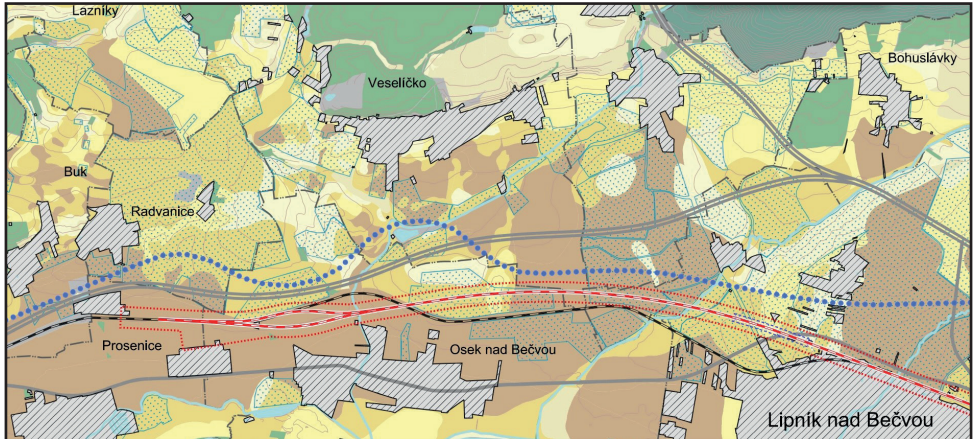 Lazníky
Veselíčko
Bohuslávky
Buk
Radvanice
Prosenice
Osek nad Bečvou
Lipník nad Bečvou